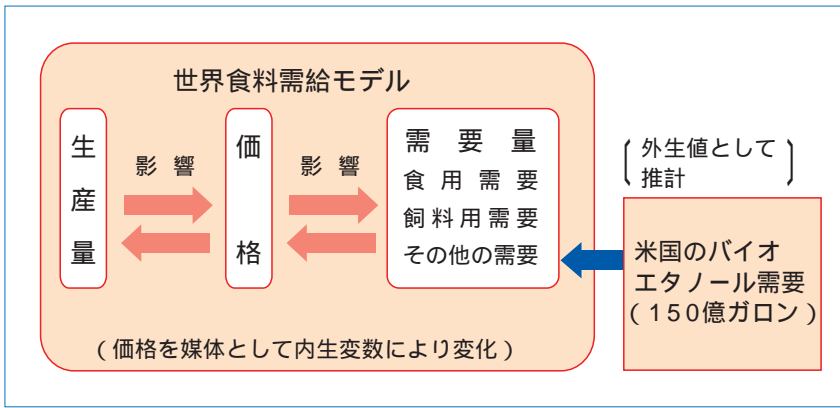 世界食料需給モデル
生産量
影響
価格
影響
需要量
食用需要
飼料用需要
その他の需要
(価格を媒体として内生変数により変化)
外生値として
推計
米国のバイオ
エタノール需要
(150億ガロン)